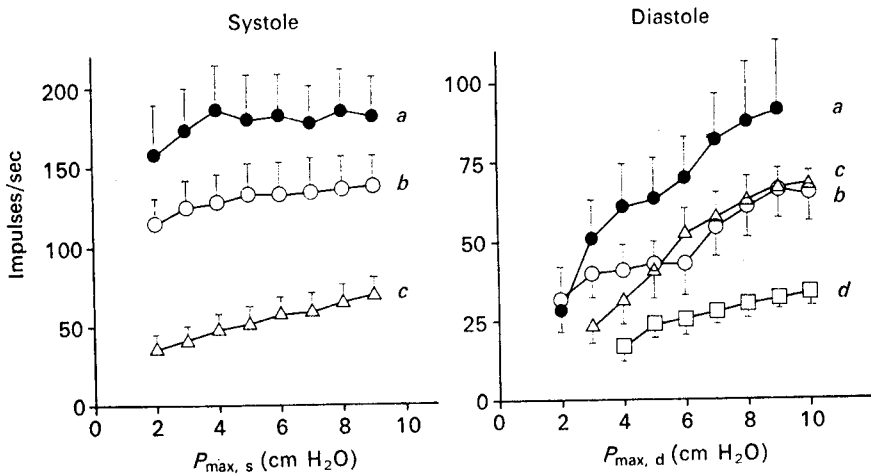 Systole
Impulses/sec
200
150
100
50
0
a
b
c
0 2 4 6 8 10
Pmax, s (cm H₂O)
Diastole
100
75
50
25
0
a
c
b
d
0 2 4 6 8 10
Pmax, d (cm H₂O)